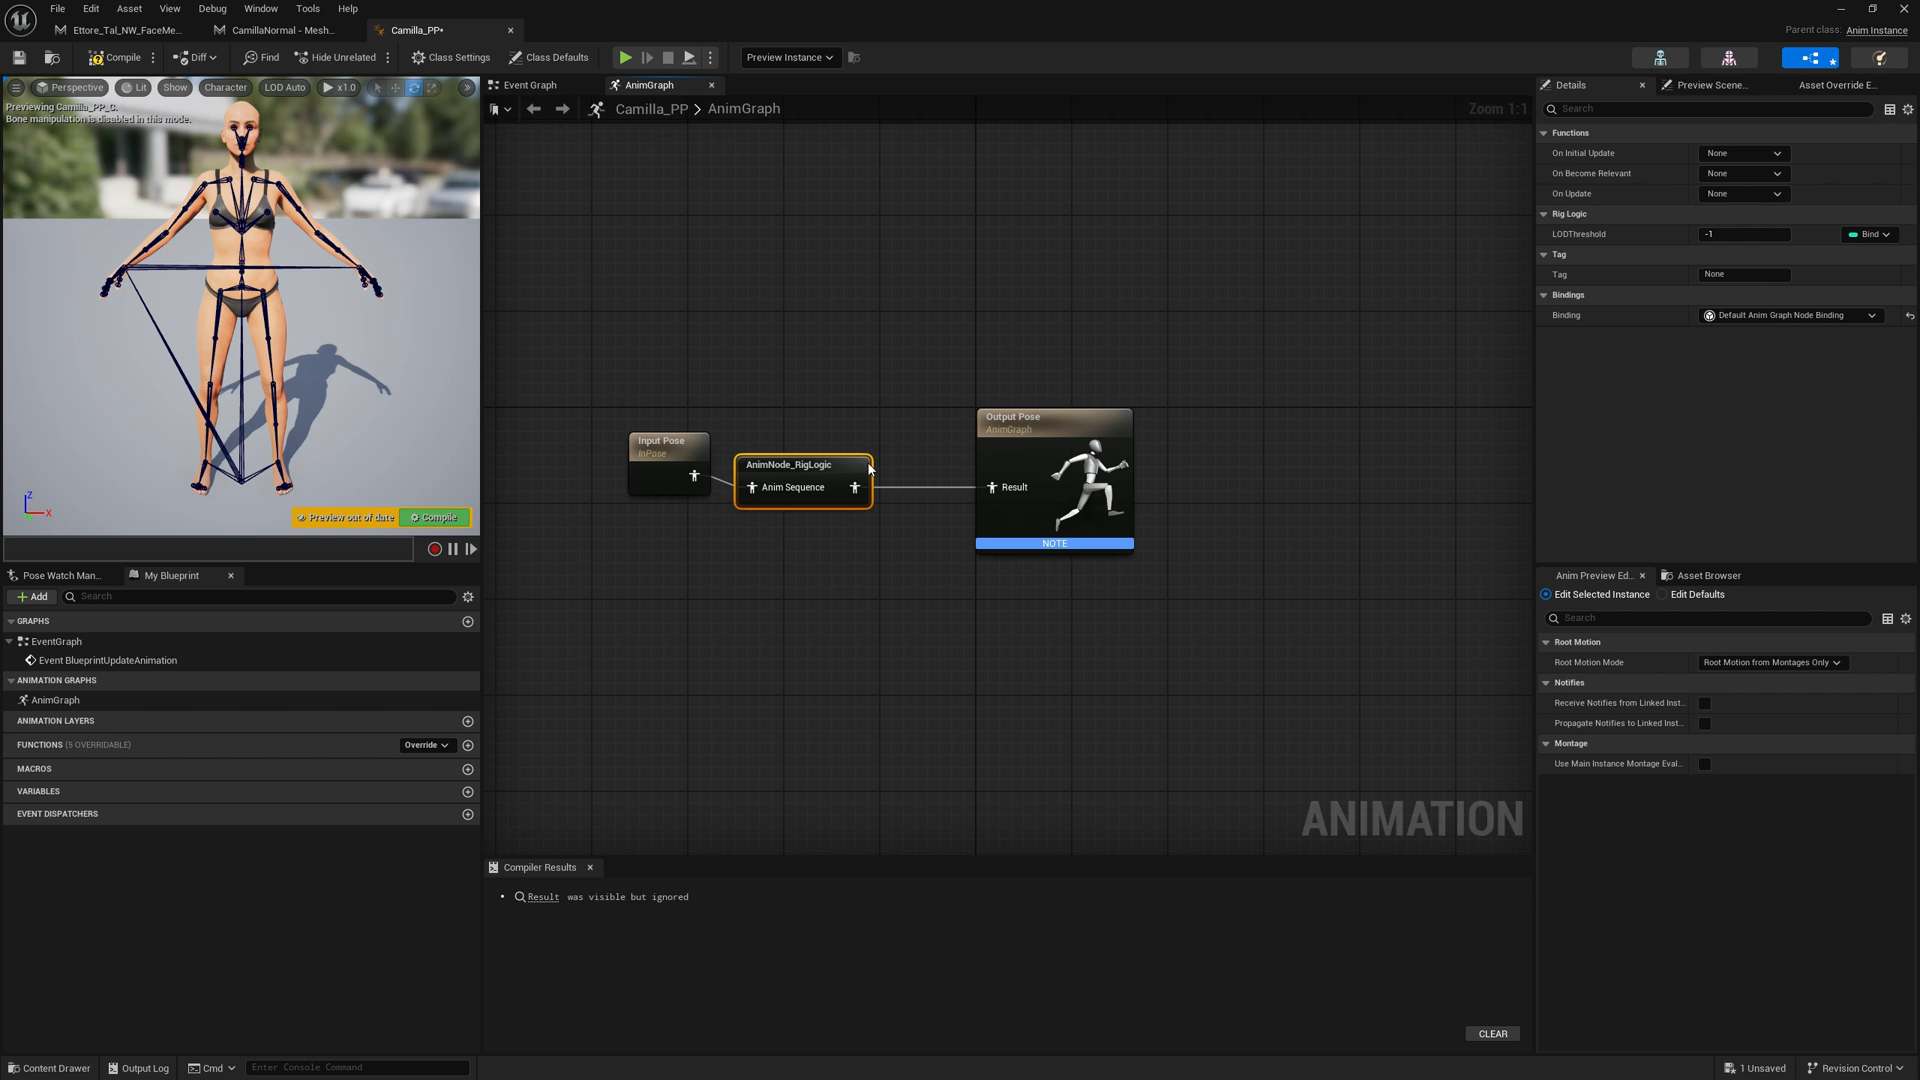 File Edit Asset View Debug Window Tools Help
Ettore_Tal_NW_FaceMe...
CamillaNormal - Mesh...
Camilla_PP*
Parent class: Anim Instance
Compile
Diff
Find
Hide Unrelated
Class Settings
Class Defaults
Preview Instance
Perspective
Lit
Show
Character
LOD Auto
x1.0
Previewing Camilla_PP_C.
Bone manipulation is disabled in this mode.
Z
X
Preview out of date
Compile
Pose Watch Man...
My Blueprint
Add
Search
GRAPHS
EventGraph
Event BlueprintUpdateAnimation
ANIMATION GRAPHS
AnimGraph
ANIMATION LAYERS
FUNCTIONS (5 OVERRIDABLE)
Override
MACROS
VARIABLES
EVENT DISPATCHERS
Event Graph
AnimGraph
Camilla_PP > AnimGraph
Zoom 1:1
Input Pose
InPose
AnimNode_RigLogic
Anim Sequence
Output Pose
AnimGraph
Result
NOTE
ANIMATION
Compiler Results
• Result was visible but ignored
CLEAR
Details
Preview Scene...
Asset Override E...
Search
Functions
On Initial Update None
On Become Relevant None
On Update None
Rig Logic
LODThreshold -1 Bind
Tag
Tag None
Bindings
Binding Default Anim Graph Node Binding
Anim Preview Ed...
Asset Browser
Edit Selected Instance
Edit Defaults
Search
Root Motion
Root Motion Mode Root Motion from Montages Only
Notifies
Receive Notifies from Linked Inst...
Propagate Notifies to Linked Inst...
Montage
Use Main Instance Montage Eval...
Content Drawer
Output Log
Cmd
Enter Console Command
1 Unsaved
Revision Control